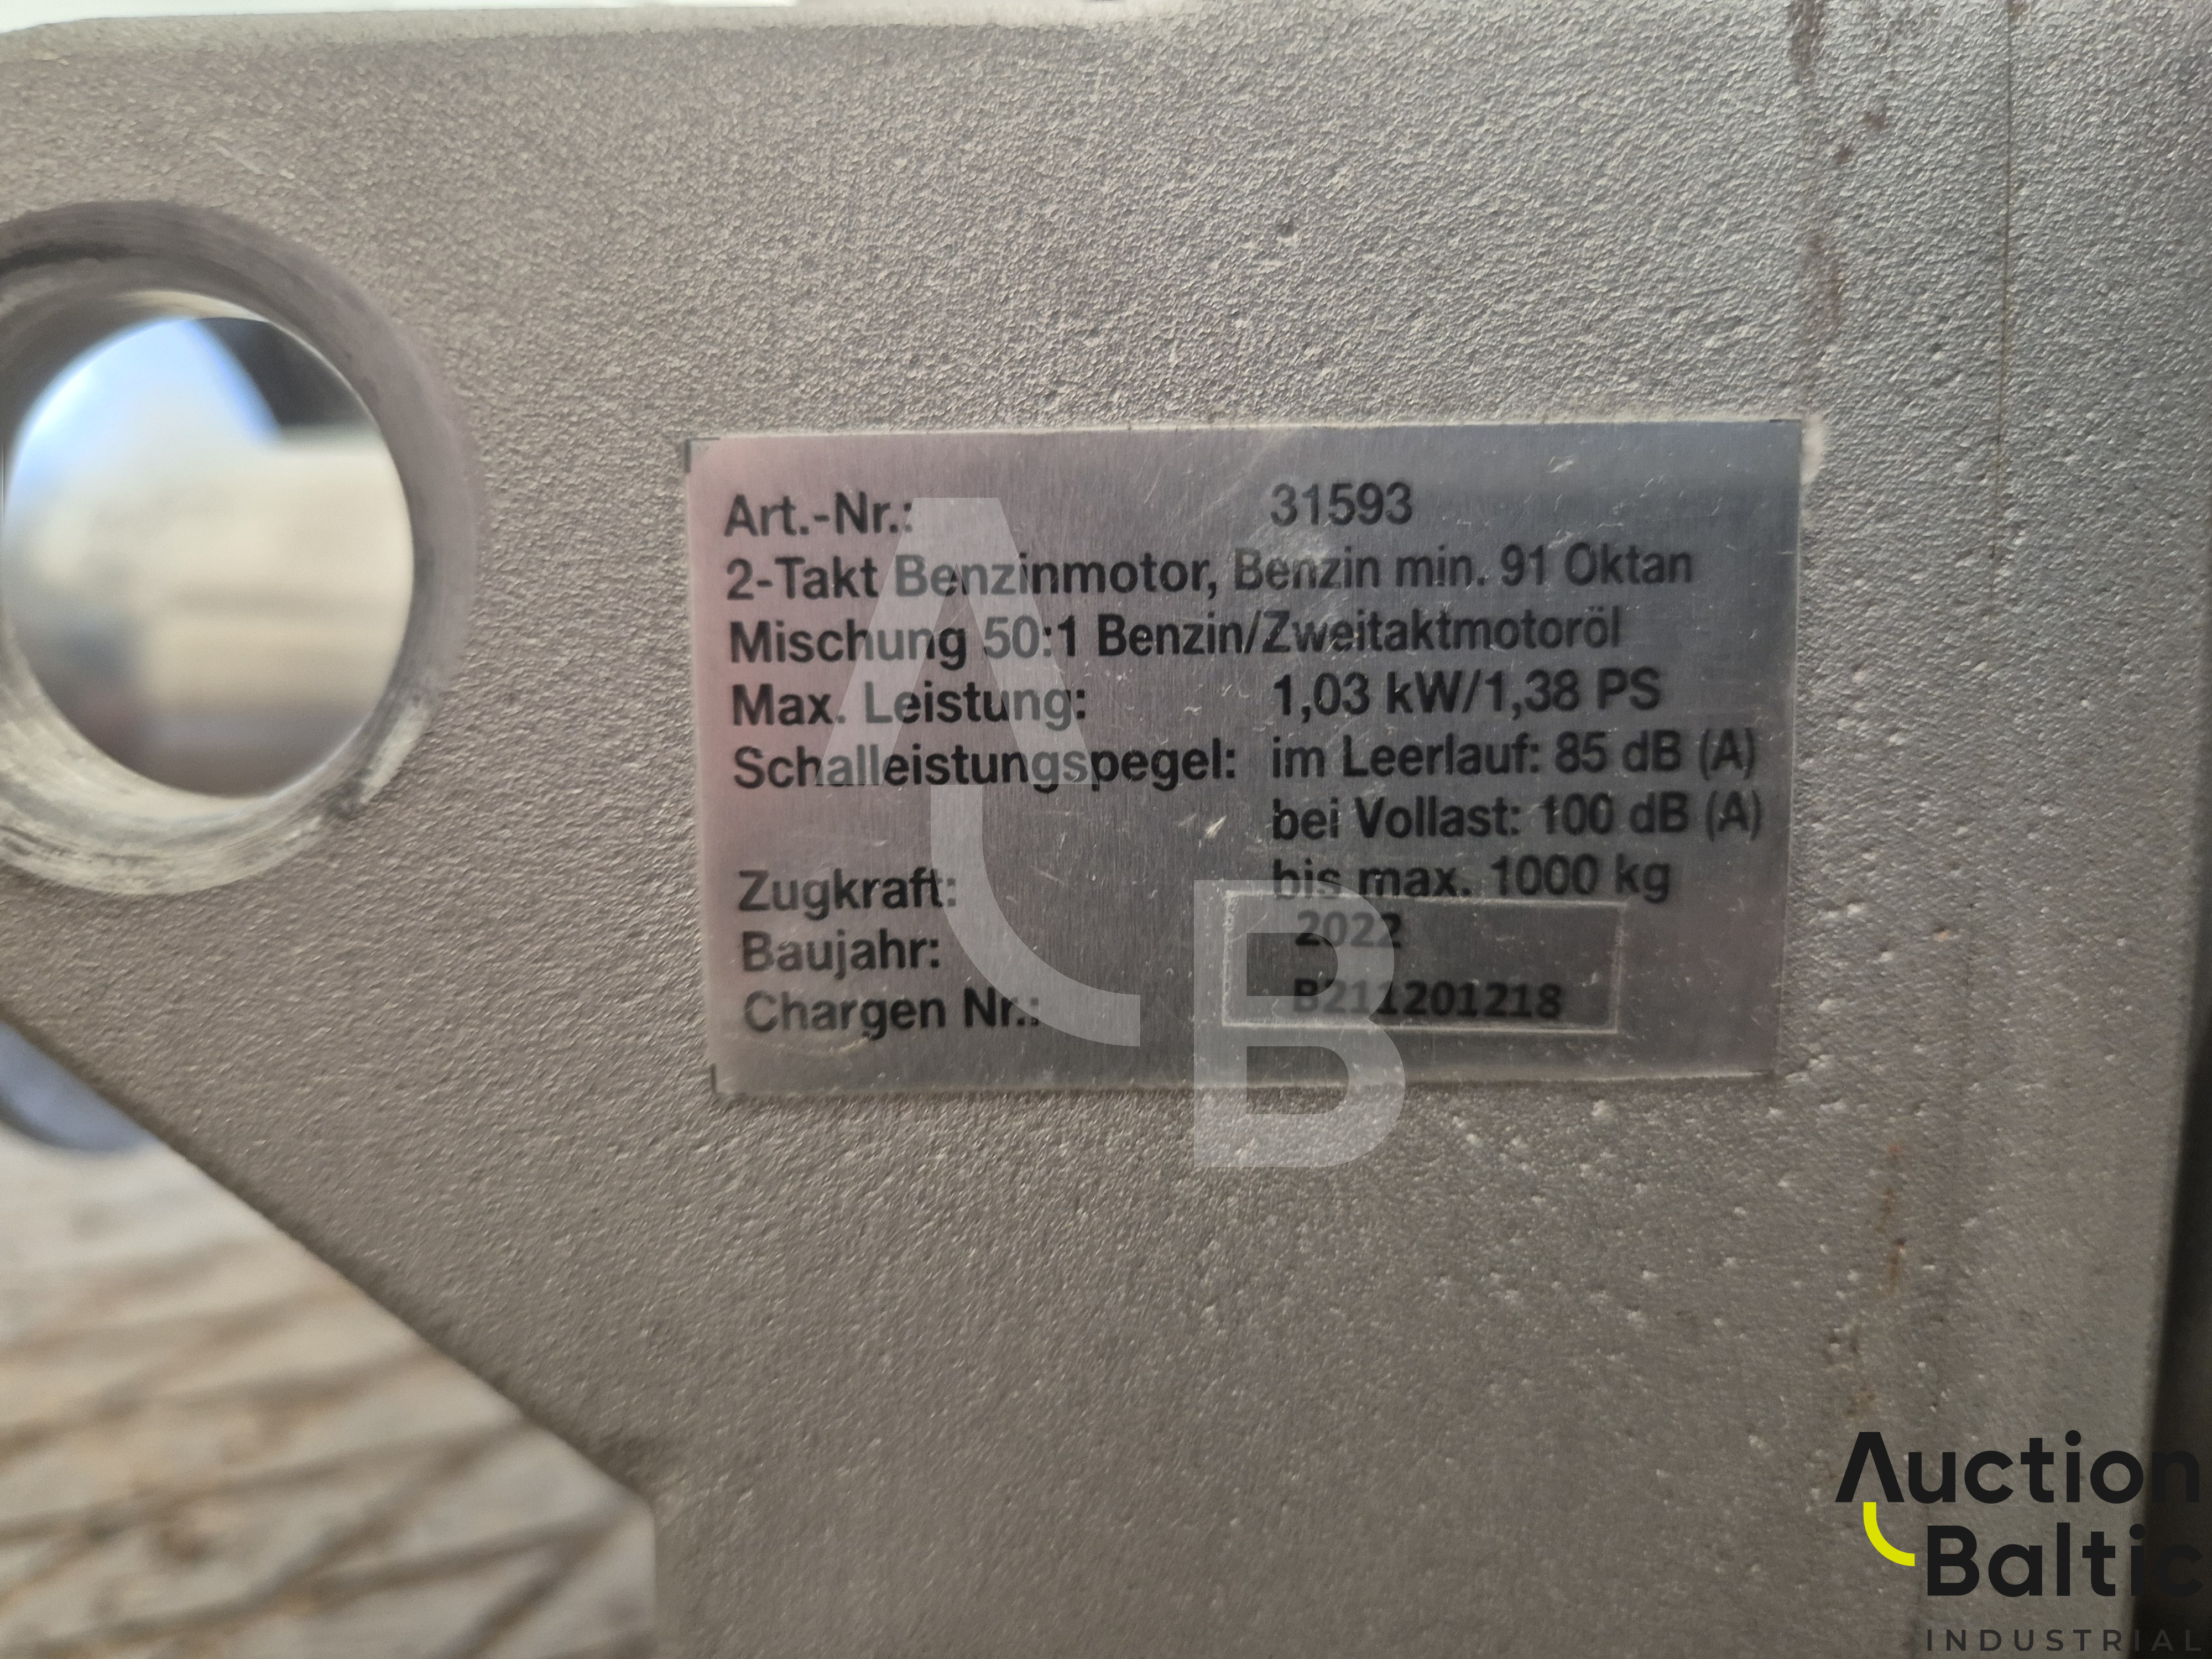 Art.-Nr.: 31593
2-Takt Benzinmotor, Benzin min. 91 Oktan
Mischung 50:1 Benzin/Zweitaktmotoröl
Max. Leistung: 1,03 kW/1,38 PS
Schalleistungspegel: im Leerlauf: 85 dB (A)
bei Vollast: 100 dB (A)
Zugkraft: bis max. 1000 kg
Baujahr: 2022
Chargen Nr.: B211201218
AB
Auction
Baltic
INDUSTRIAL